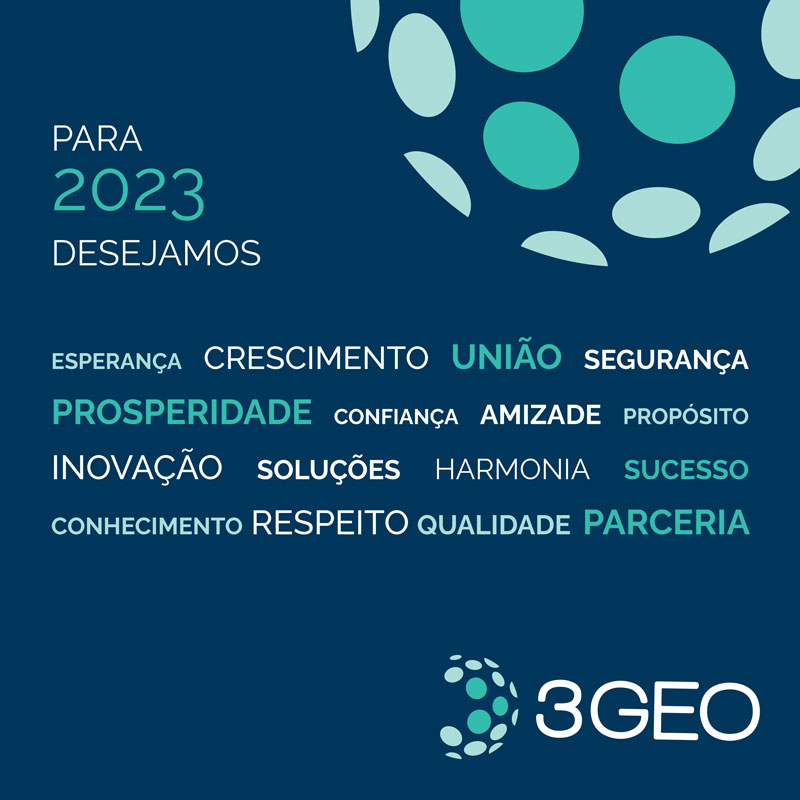 PARA
2023
DESEJAMOS
ESPERANÇA CRESCIMENTO UNIÃO SEGURANÇA
PROSPERIDADE CONFIANÇA AMIZADE PROPÓSITO
INOVAÇÃO SOLUÇÕES HARMONIA SUCESSO
CONHECIMENTO RESPEITO QUALIDADE PARCERIA
3GEO